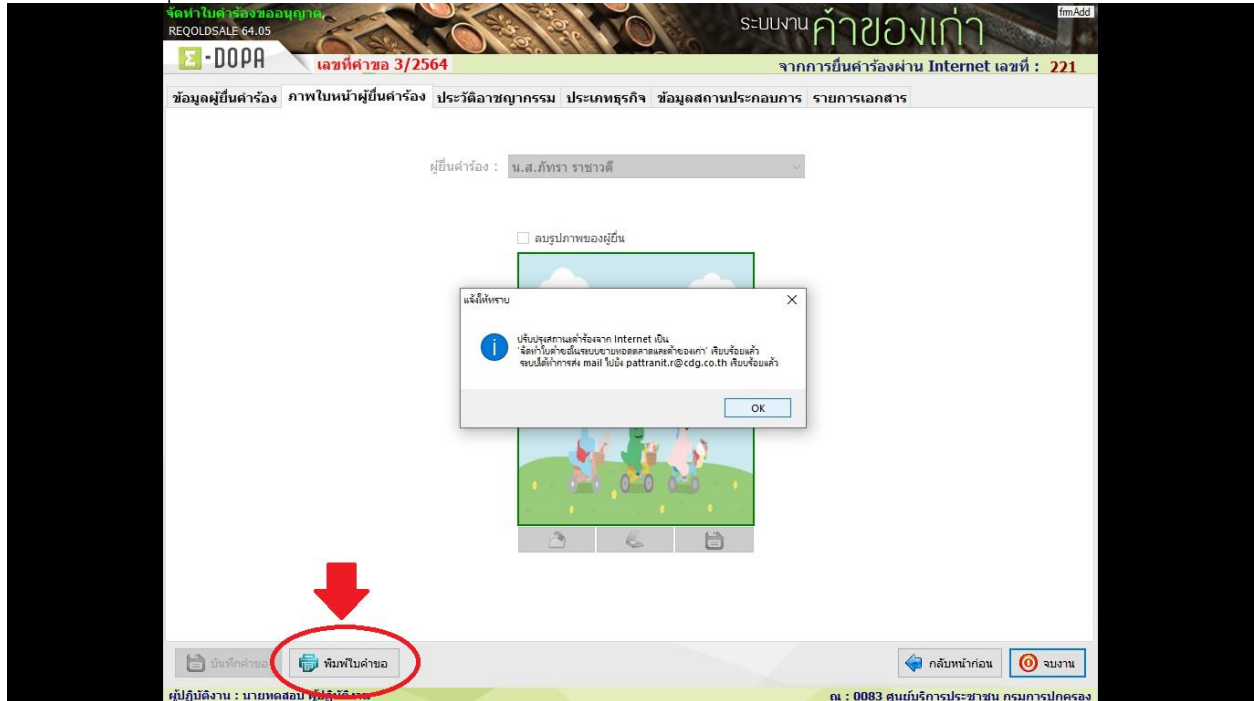 จัดทำใบคำร้องขออนุญาต
frmAdd
REQOLDSALE 64.05
ระบบงาน ค้าของเก่า
Σ-DOPA
เลขที่คำขอ 3/2564
จากการยื่นคำร้องผ่าน Internet เลขที่ : 221
ข้อมูลผู้ยื่นคำร้อง ภาพใบหน้าผู้ยื่นคำร้อง ประวัติอาชญากรรม ประเภทธุรกิจ ข้อมูลสถานประกอบการ รายการเอกสาร
ผู้ยื่นคำร้อง : น.ส.ภัทรา ราชาวดี
ลบรูปภาพของผู้ยื่น
แจ้งให้ทราบ
ปรับปรุงสถานะคำร้องจาก Internet เป็น
'จัดทำใบคำขอในระบบขายทอดตลาดและค้าของเก่า' เรียบร้อยแล้ว
ระบบได้ทำการส่ง mail ไปยัง pattranit.r@cdg.co.th เรียบร้อยแล้ว
OK
บันทึกคำขอ พิมพ์ใบคำขอ กลับหน้าก่อน จบงาน
ผู้ปฏิบัติงาน : นายทดสอบ ผู้ปฏิบัติงาน ณ : 0083 ศูนย์บริการประชาชน กรมการปกครอง